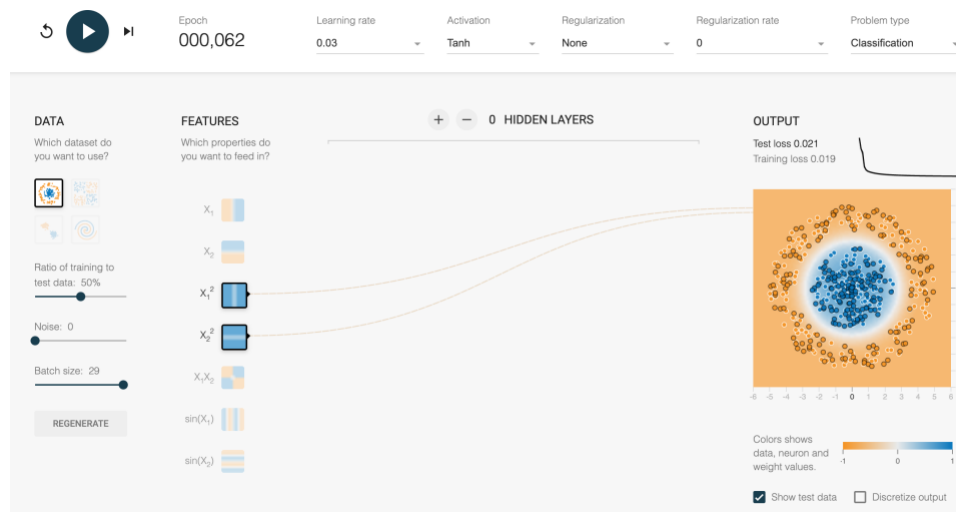 Epoch
000,062
Learning rate
0.03
Activation
Tanh
Regularization
None
Regularization rate
0
Problem type
Classification
DATA
Which dataset do
you want to use?
Ratio of training to
test data: 50%
Noise: 0
Batch size: 29
REGENERATE
FEATURES
Which properties do
you want to feed in?
X₁
X₂
X₁²
X₂²
X₁X₂
sin(X₁)
sin(X₂)
+ − 0 HIDDEN LAYERS
OUTPUT
Test loss 0.021
Training loss 0.019
-6 -5 -4 -3 -2 -1 0 1 2 3 4 5 6
Colors shows
data, neuron and
weight values.
-1 0 1
Show test data
Discretize output